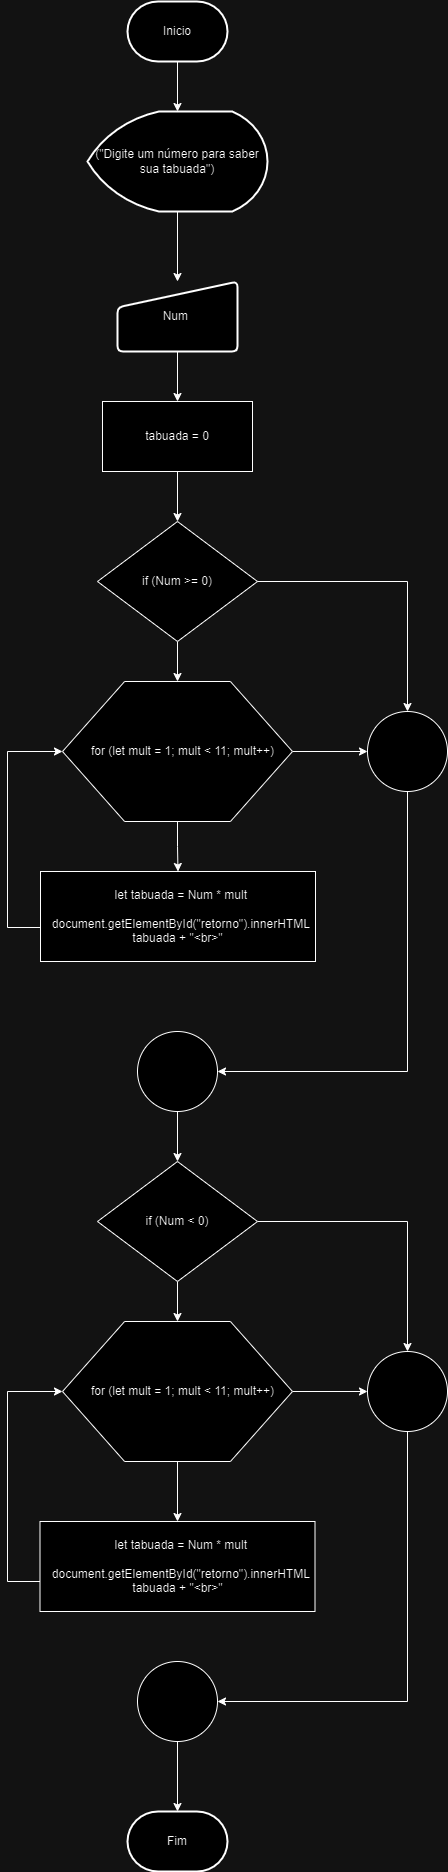 Inicio
("Digite um número para saber
sua tabuada")
Num
tabuada = 0
if (Num >= 0)
for (let mult = 1; mult < 11; mult++)
let tabuada = Num * mult
document.getElementById("retorno").innerHTML
tabuada + "<br>"
if (Num < 0)
for (let mult = 1; mult < 11; mult++)
let tabuada = Num * mult
document.getElementById("retorno").innerHTML
tabuada + "<br>"
Fim